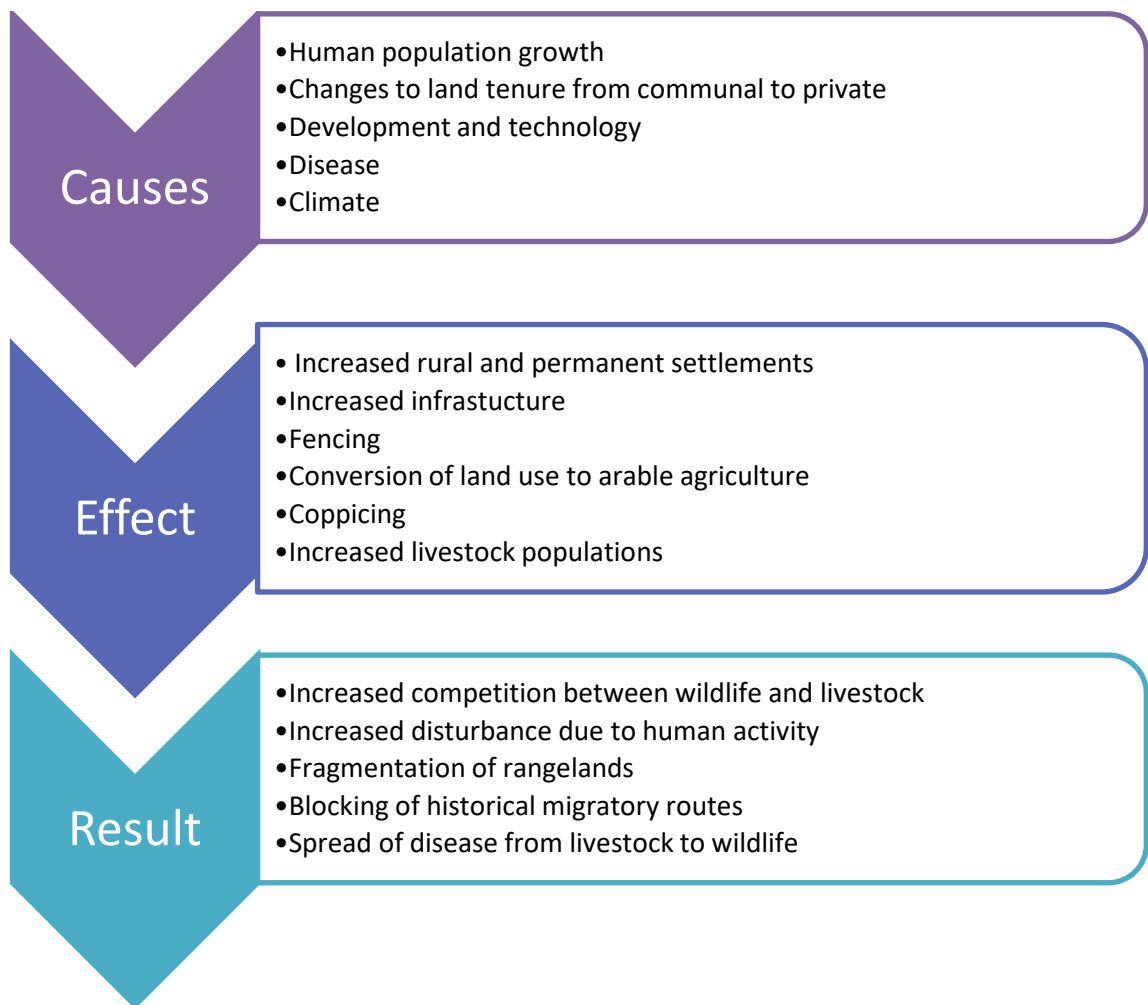 Causes
•Human population growth
•Changes to land tenure from communal to private
•Development and technology
•Disease
•Climate
Effect
• Increased rural and permanent settlements
•Increased infrastucture
•Fencing
•Conversion of land use to arable agriculture
•Coppicing
•Increased livestock populations
Result
•Increased competition between wildlife and livestock
•Increased disturbance due to human activity
•Fragmentation of rangelands
•Blocking of historical migratory routes
•Spread of disease from livestock to wildlife